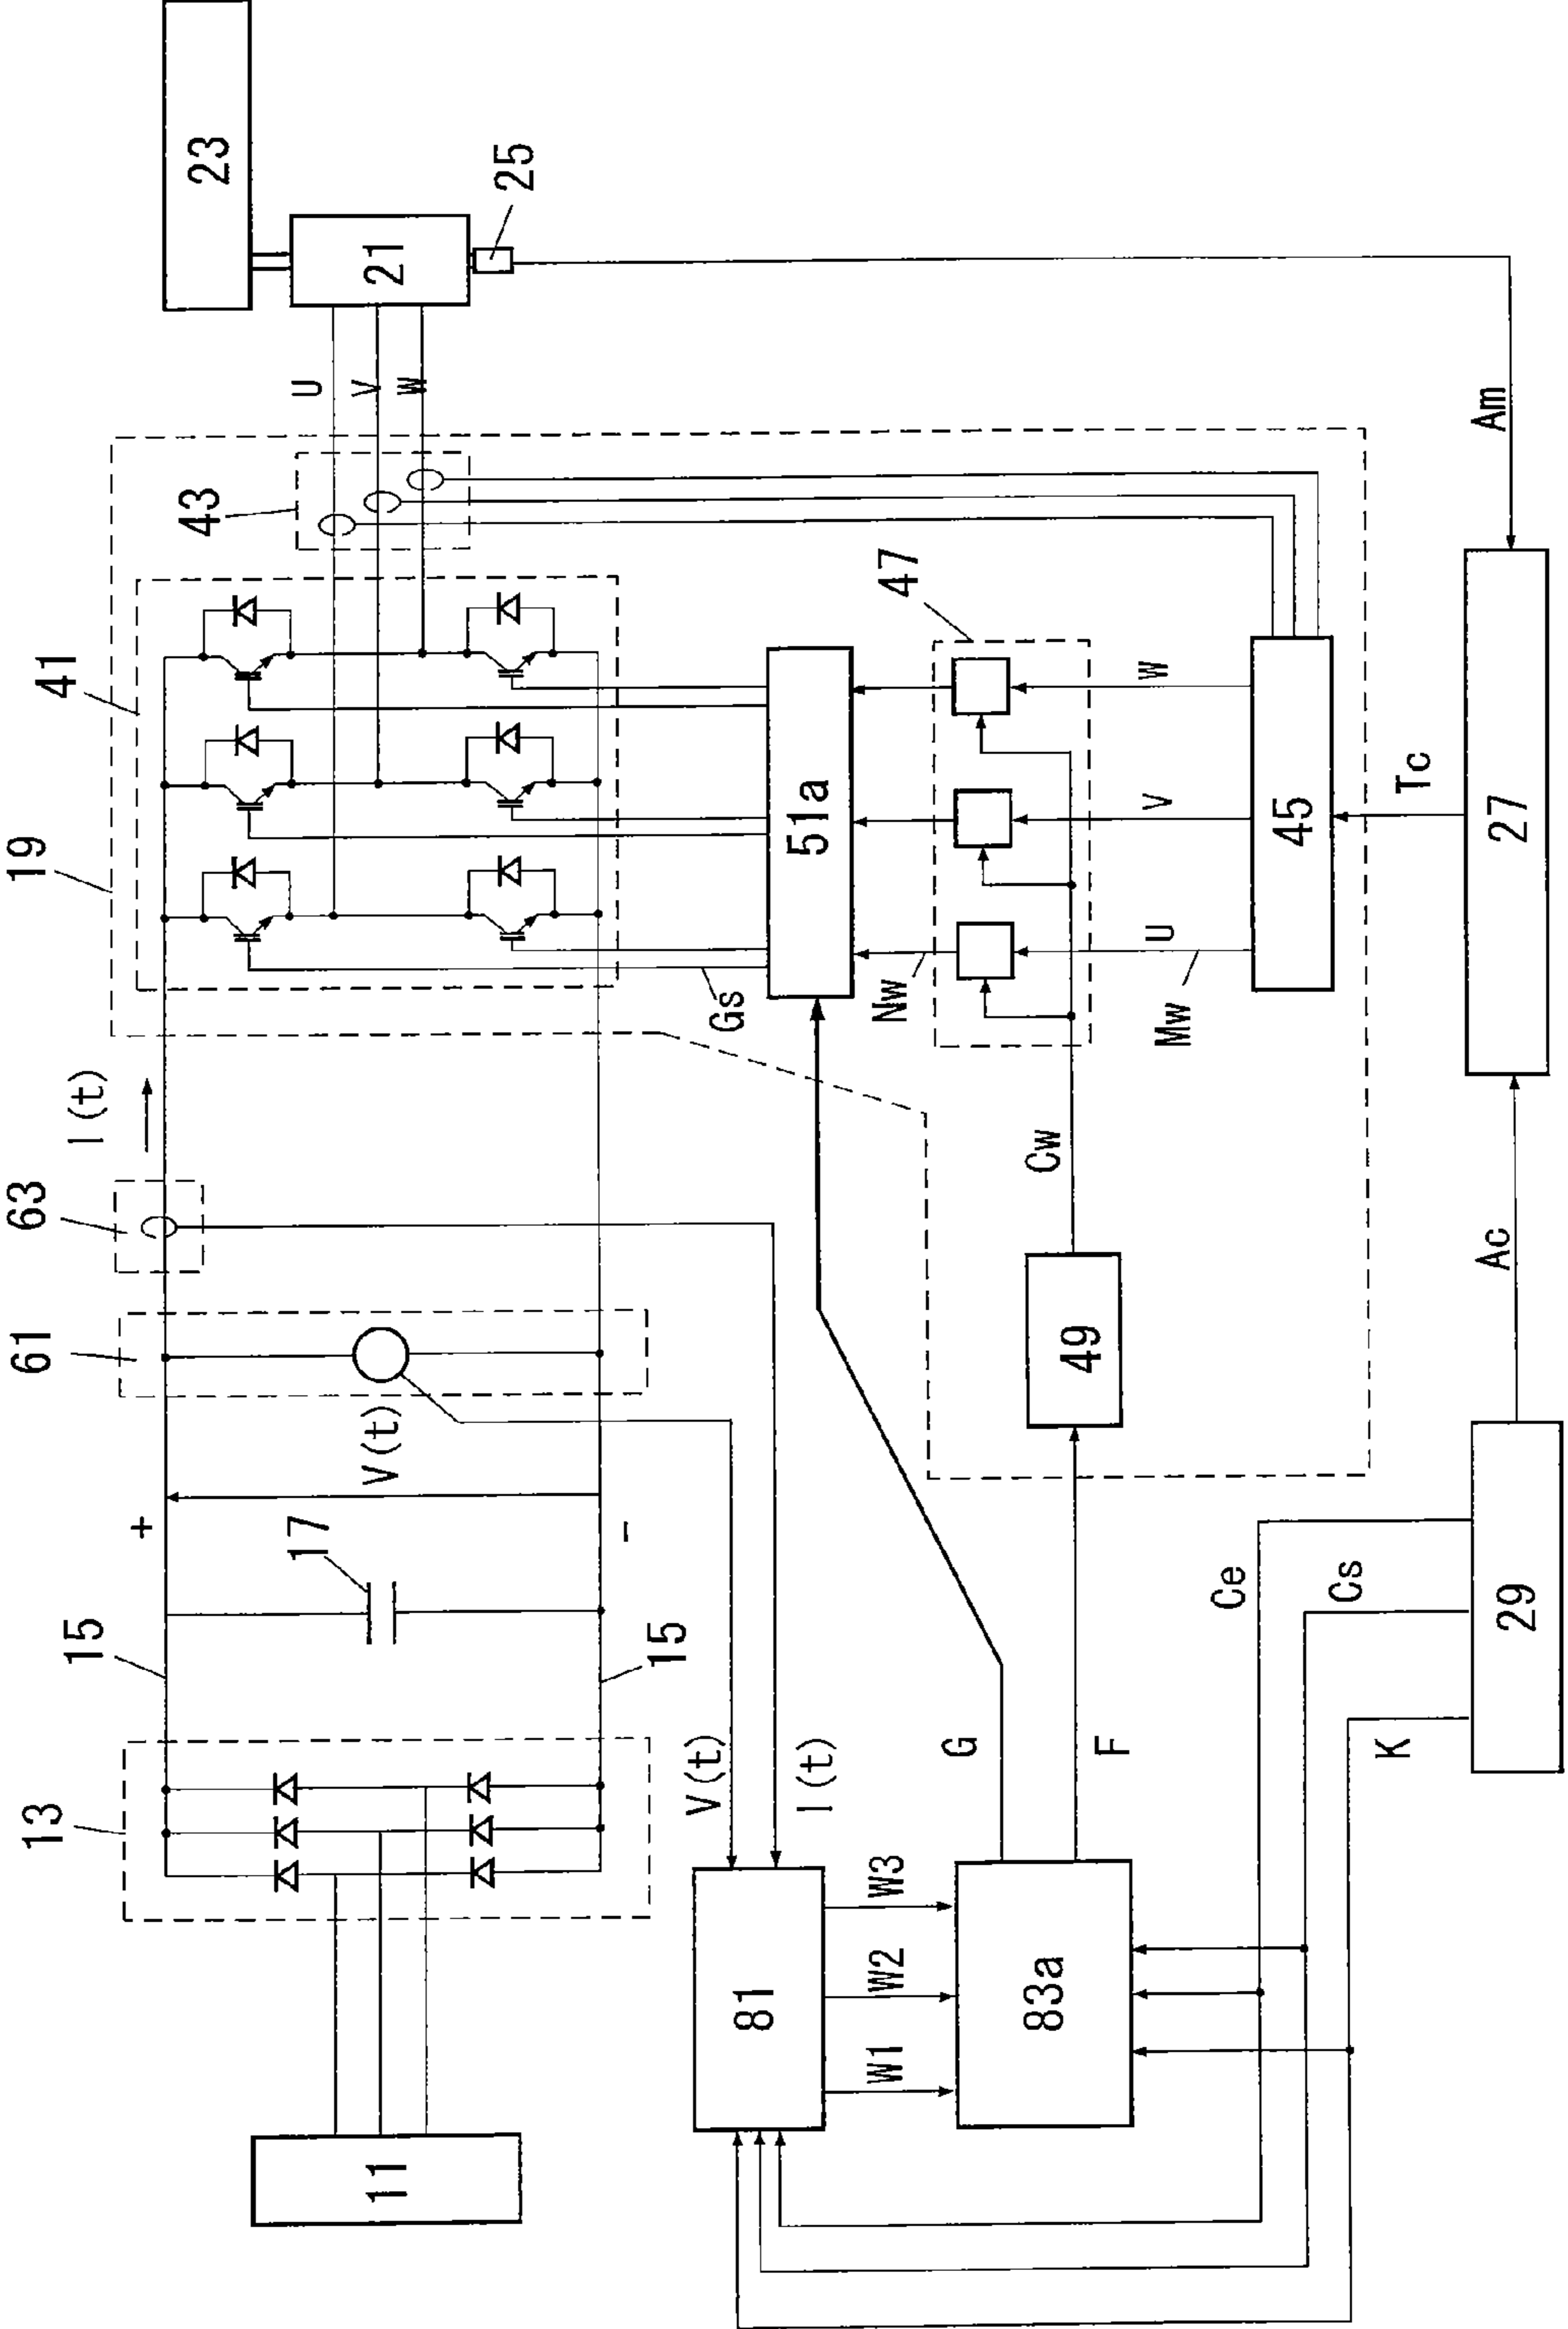 19
41
43
23
13
15
61
63
I(t)
+
17
V(t)
-
15
11
U
V
W
21
25
Gs
51a
47
Nw
V(t)
I(t)
81
W1
W2
W3
G
F
83a
49
Cw
Mw
U
V
W
45
Tc
Am
Ce
Cs
K
29
Ac
27